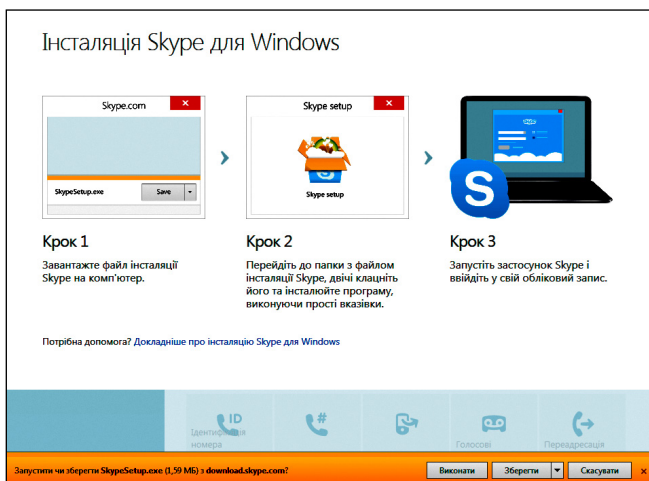 Інсталяція Skype для Windows
Skype.com
SkypeSetup.exe
Save
Skype setup
Skype setup
Крок 1
Завантажте файл інсталяції
Skype на комп'ютер.
Крок 2
Перейдіть до папки з файлом
інсталяції Skype, двічі клацніть
його та інсталюйте програму,
виконуючи прості вказівки.
Крок 3
Запустіть застосунок Skype і
ввійдіть у свій обліковий запис.
Потрібна допомога? Докладніше про інсталяцію Skype для Windows
ID
#
Ідентифікація
номера
Голосові
Переадресація
Запустити чи зберегти SkypeSetup.exe (1,59 МБ) з download.skype.com?
Виконати
Зберегти
Скасувати